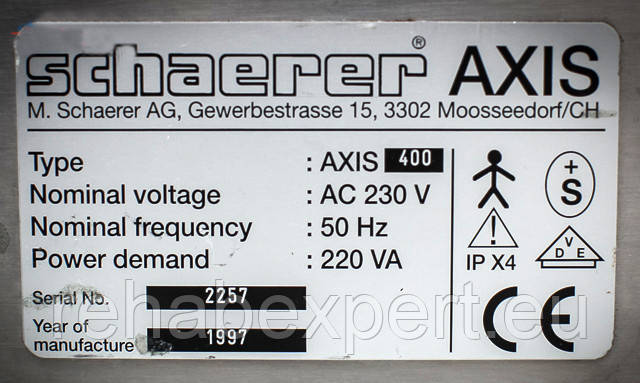 schaerer® AXIS
M. Schaerer AG, Gewerbestrasse 15, 3302 Moosseedorf/CH
Type : AXIS 400
Nominal voltage : AC 230 V
Nominal frequency : 50 Hz
Power demand : 220 VA
IP X4
+
S
V
D E
!
Serial No. 2257
Year of
manufacture 1997
CE
rehabexpert.eu